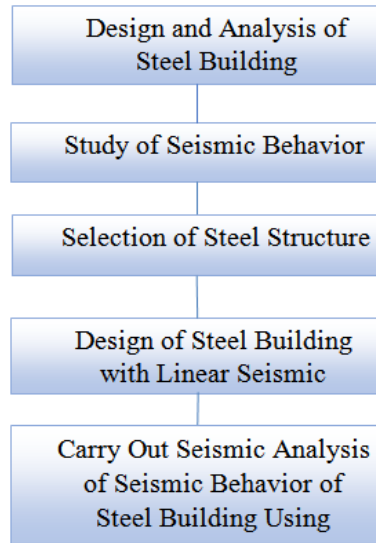 Design and Analysis of
Steel Building
Study of Seismic Behavior
Selection of Steel Structure
Design of Steel Building
with Linear Seismic
Carry Out Seismic Analysis
of Seismic Behavior of
Steel Building Using